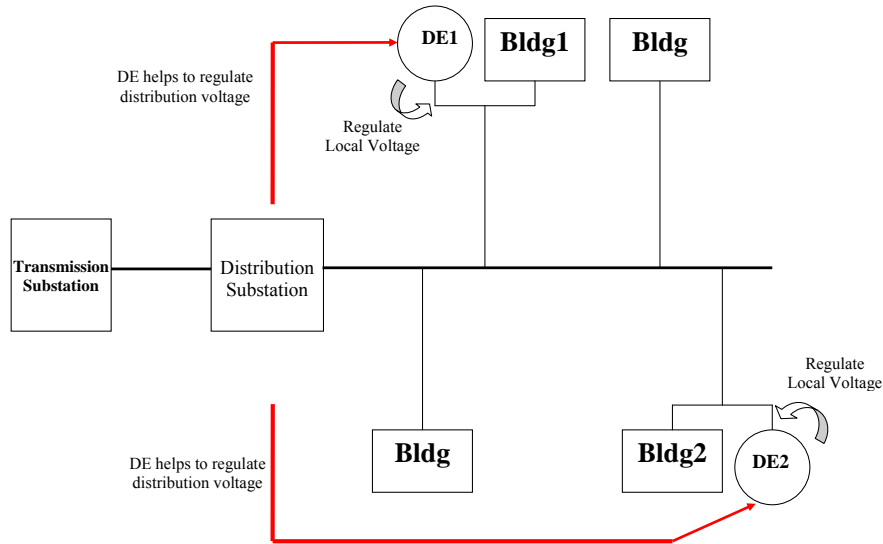 DE1
Bldg1
Bldg
DE helps to regulate
distribution voltage
Regulate
Local Voltage
Transmission
Substation
Distribution
Substation
Regulate
Local Voltage
Bldg
Bldg2
DE2
DE helps to regulate
distribution voltage